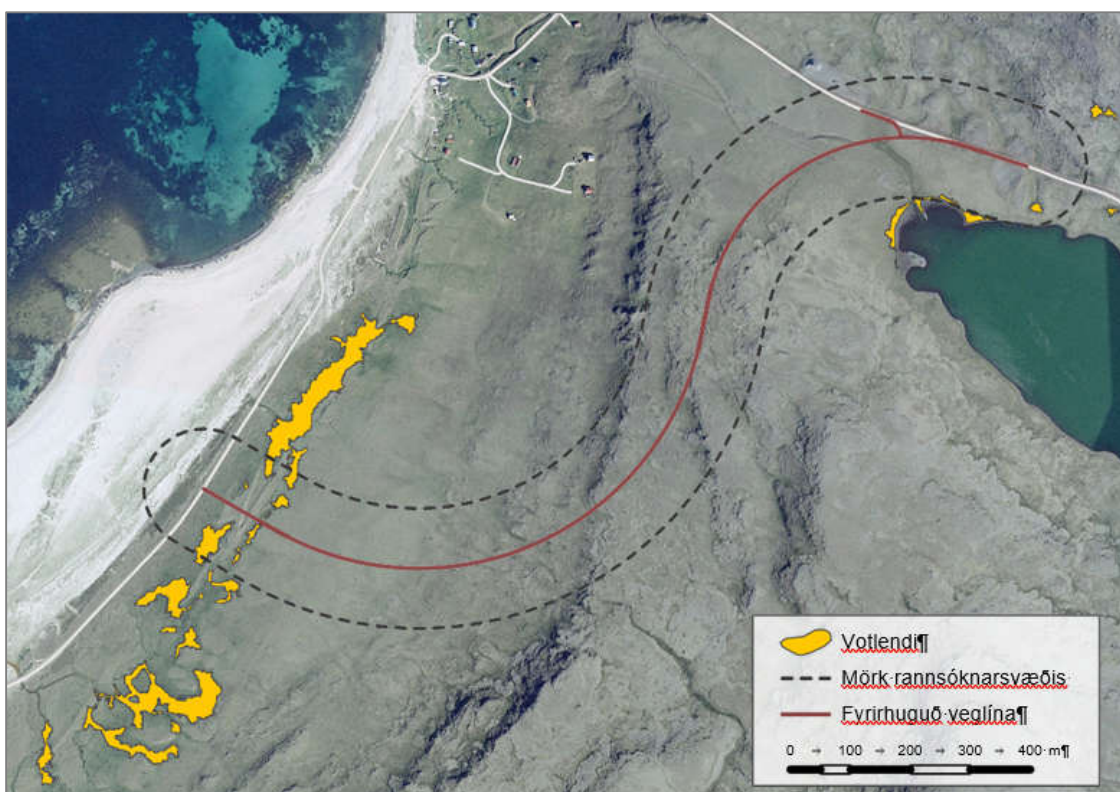 Votlendi¶
Mörk·rannsóknarsvæðis·
Fyrirhuguð·veglína¶
0 → 100 → 200 → 300 → 400·m¶